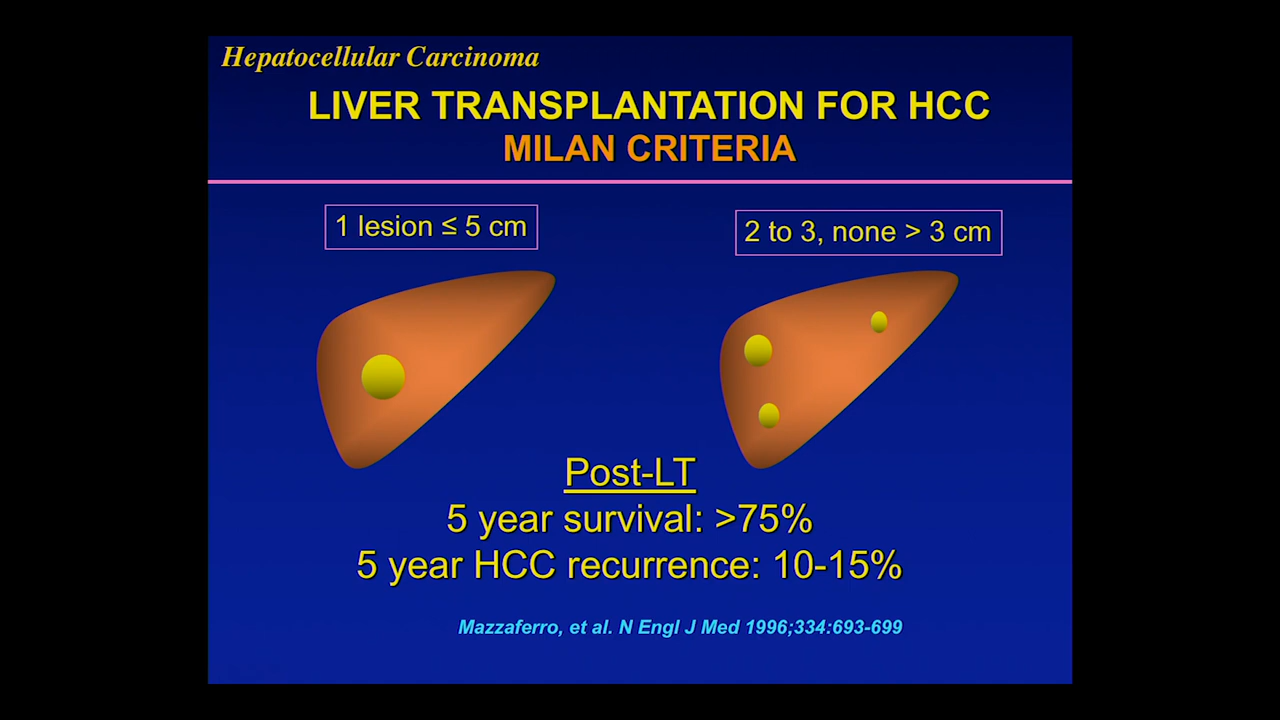 Hepatocellular Carcinoma
LIVER TRANSPLANTATION FOR HCC
MILAN CRITERIA
1 lesion ≤ 5 cm
2 to 3, none > 3 cm
Post-LT
5 year survival: >75%
5 year HCC recurrence: 10-15%
Mazzaferro, et al. N Engl J Med 1996;334:693-699